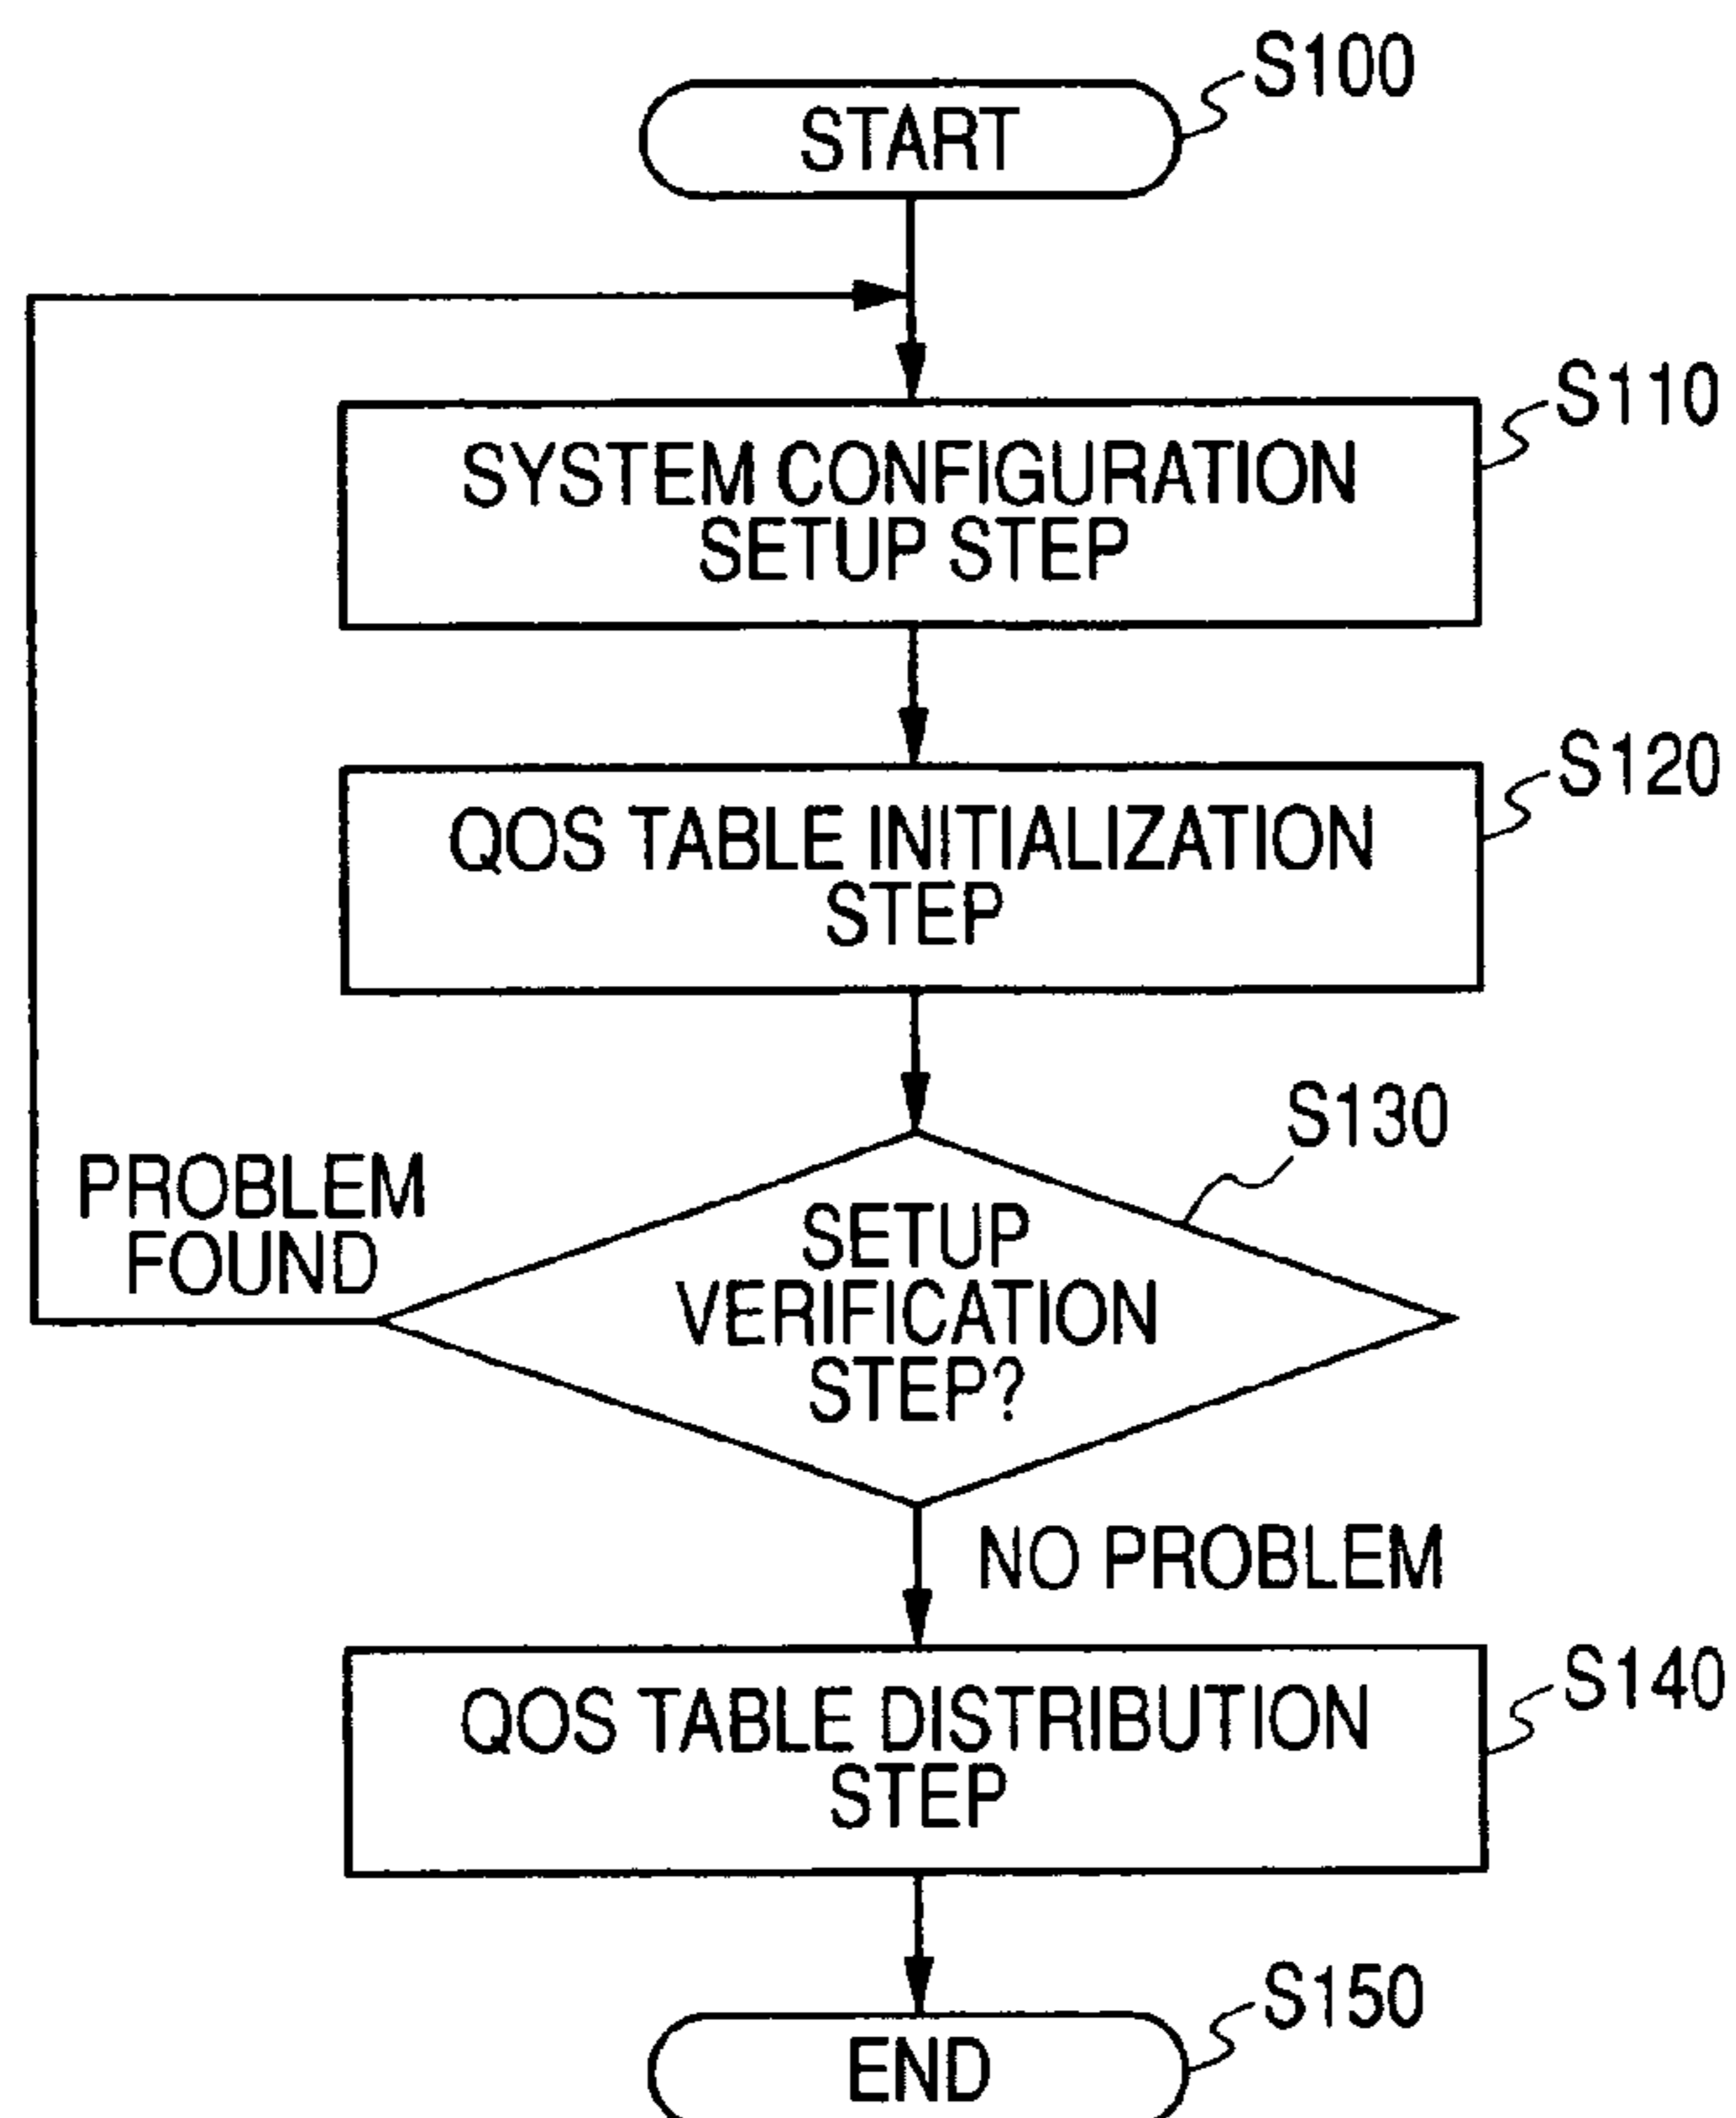 S100
START
S110
SYSTEM CONFIGURATION
SETUP STEP
S120
QOS TABLE INITIALIZATION
STEP
S130
PROBLEM
FOUND
SETUP
VERIFICATION
STEP?
NO PROBLEM
S140
QOS TABLE DISTRIBUTION
STEP
S150
END